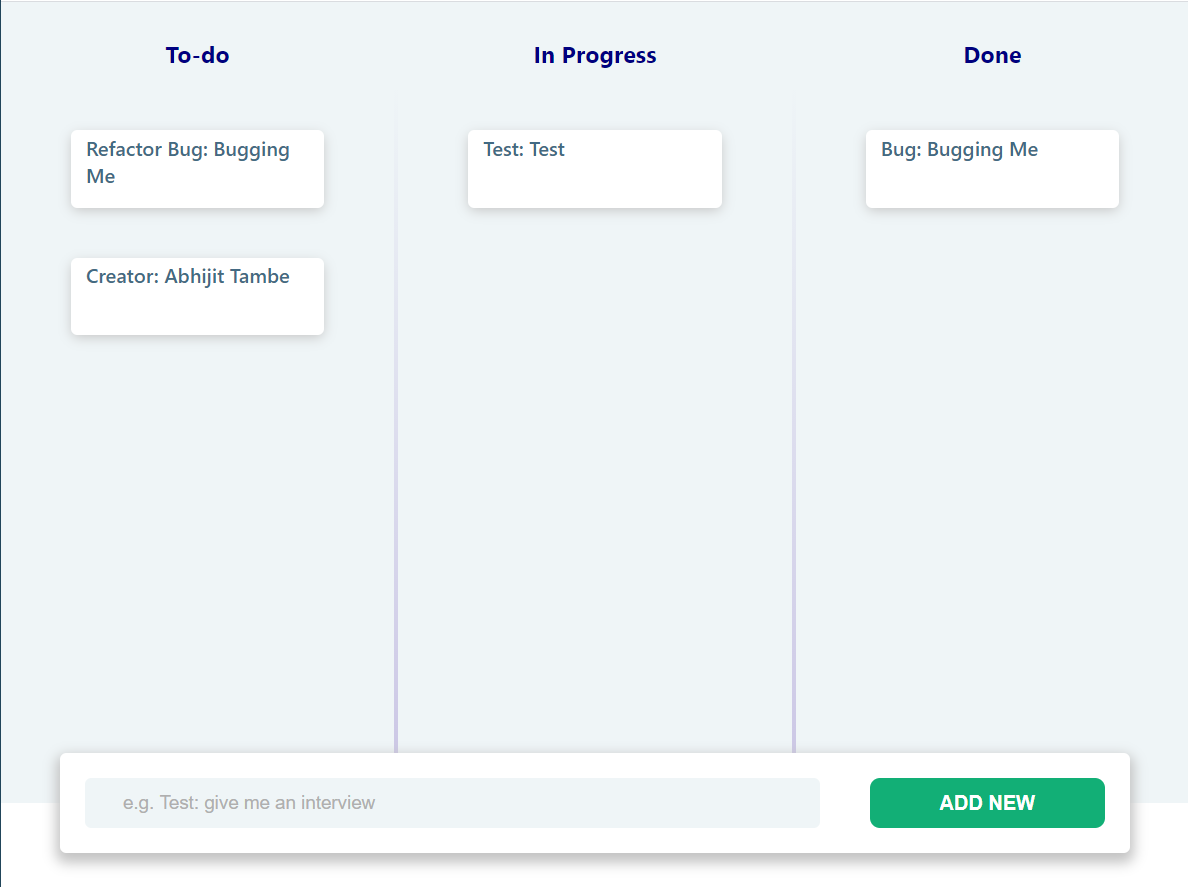 To-do
Refactor Bug: Bugging
Me
Creator: Abhijit Tambe
In Progress
Test: Test
Done
Bug: Bugging Me
e.g. Test: give me an interview
ADD NEW